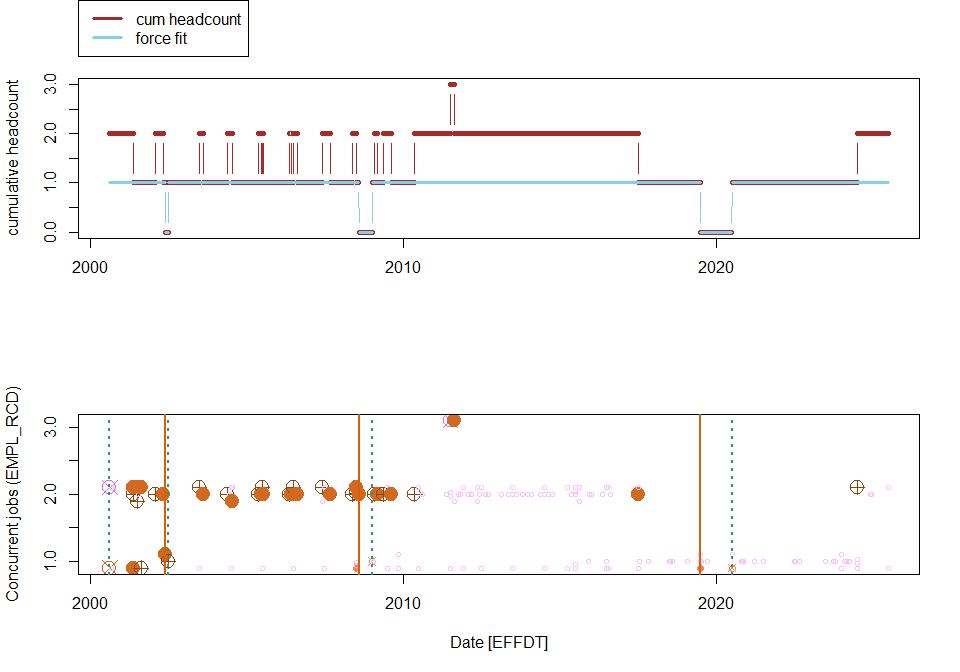 cum headcount
force fit
cumulative headcount
3.0
2.0
1.0
0.0
2000
2010
2020
Concurrent jobs (EMPL_RCD)
3.0
2.0
1.0
2000
2010
2020
Date [EFFDT]